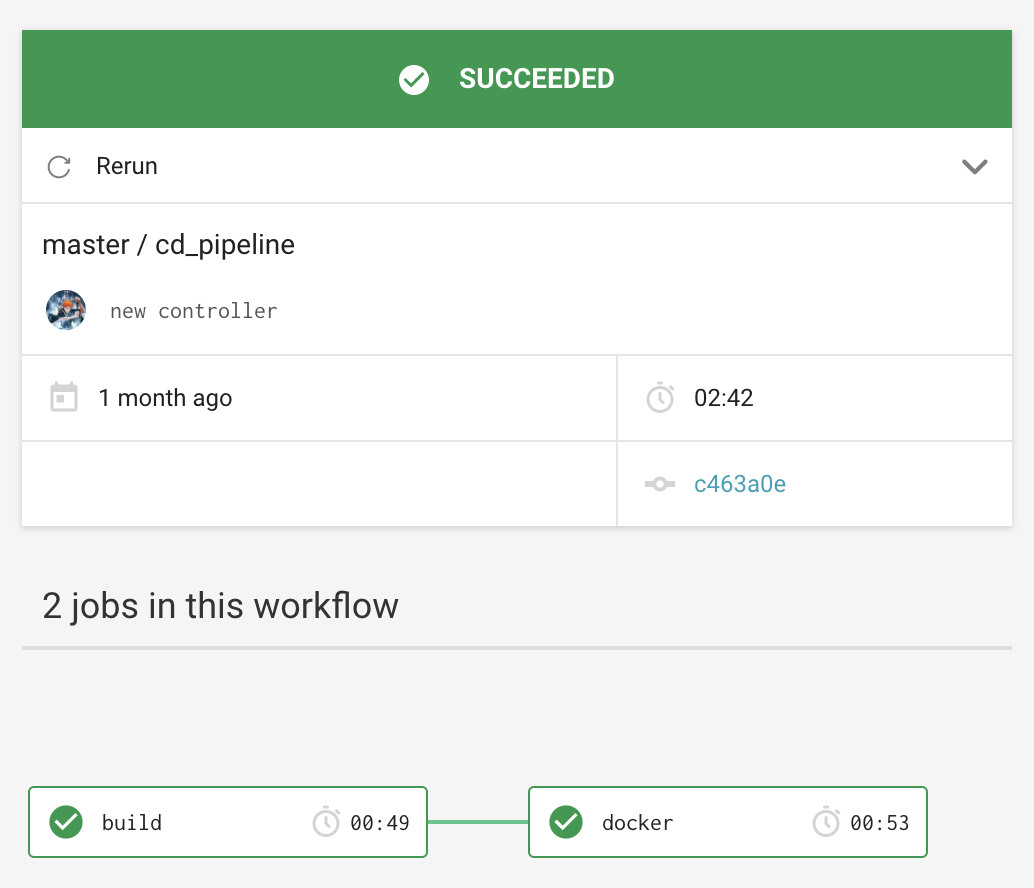 SUCCEEDED
Rerun
master / cd_pipeline
new controller
1 month ago
02:42
c463a0e
2 jobs in this workflow
build 00:49
docker 00:53